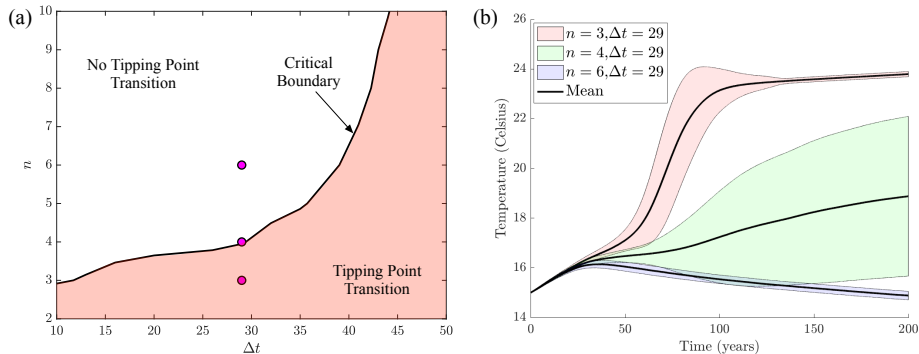 (a)
10
9
8
7
6
5
4
3
2
n
No Tipping Point
Transition
Critical
Boundary
Tipping Point
Transition
10 15 20 25 30 35 40 45 50
Δt
(b)
26
24
22
20
18
16
14
Temperature (Celsius)
n = 3,Δt = 29
n = 4,Δt = 29
n = 6,Δt = 29
Mean
0 50 100 150 200
Time (years)